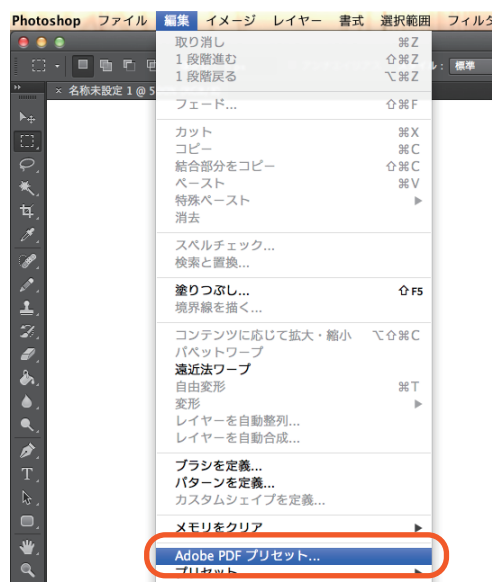 Photoshop ファイル 編集 イメージ レイヤー 書式 選択範囲 フィルタ
取り消し ⌘Z
1 段階進む ⇧⌘Z
1 段階戻る ⌥⌘Z
: 標準
× 名称未設定 1 @ 5
フェード... ⇧⌘F
カット ⌘X
コピー ⌘C
結合部分をコピー ⇧⌘C
ペースト ⌘V
特殊ペースト ▶
消去
スペルチェック...
検索と置換...
塗りつぶし... ⇧F5
境界線を描く...
コンテンツに応じて拡大・縮小 ⌥⇧⌘C
パペットワープ
遠近法ワープ
自由変形 ⌘T
変形 ▶
レイヤーを自動整列...
レイヤーを自動合成...
ブラシを定義...
パターンを定義...
カスタムシェイプを定義...
メモリをクリア ▶
Adobe PDF プリセット...
プリセット